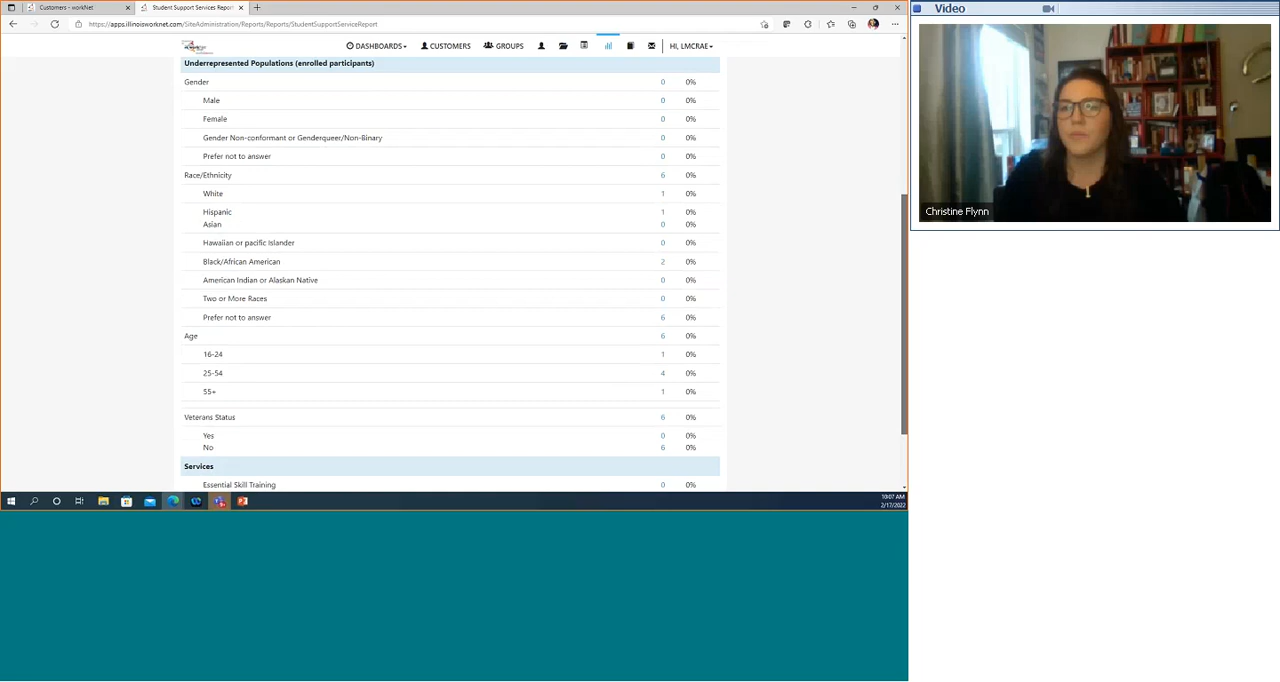 Customers - workNet
Student Support Services Report
https://apps.illinoisworknet.com/SiteAdministration/Reports/Reports/StudentSupportServiceReport
DASHBOARDS CUSTOMERS GROUPS HI, LMCRAE
Underrepresented Populations (enrolled participants)
Gender 0 0%
Male 0 0%
Female 0 0%
Gender Non-conformant or Genderqueer/Non-Binary 0 0%
Prefer not to answer 0 0%
Race/Ethnicity 6 0%
White 1 0%
Hispanic 1 0%
Asian 0 0%
Hawaiian or pacific Islander 0 0%
Black/African American 2 0%
American Indian or Alaskan Native 0 0%
Two or More Races 0 0%
Prefer not to answer 6 0%
Age 6 0%
16-24 1 0%
25-54 4 0%
55+ 1 0%
Veterans Status 6 0%
Yes 0 0%
No 6 0%
Services
Essential Skill Training 0 0%
10:07 AM
2/17/2022
Video
Christine Flynn